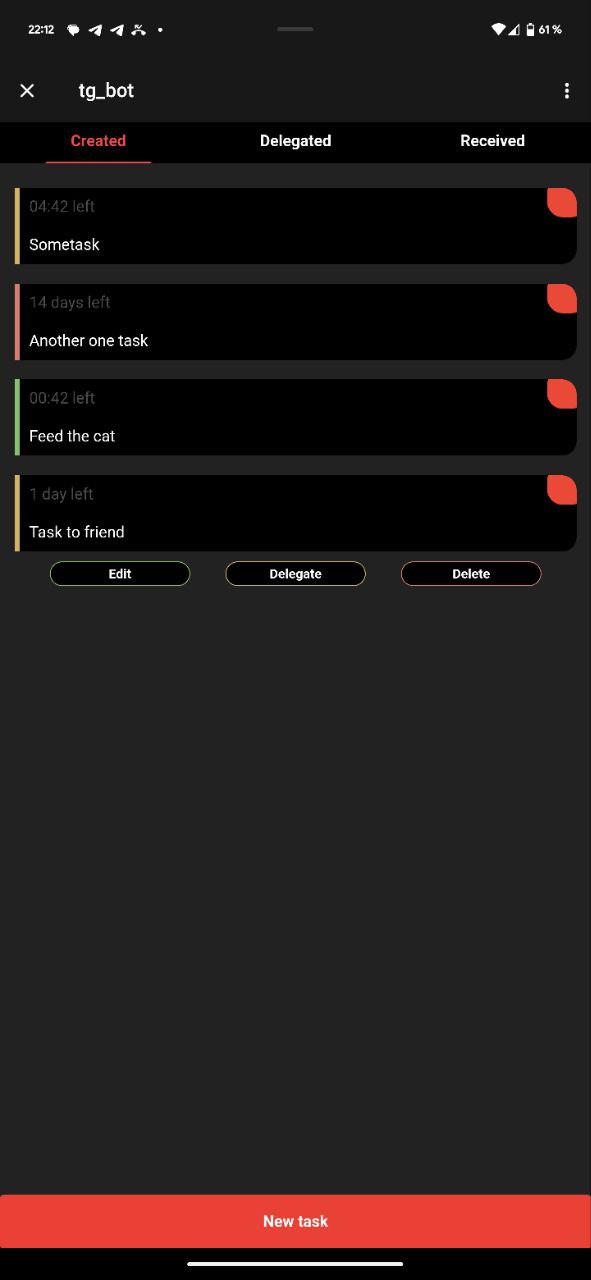 22:12
61%
tg_bot
Created Delegated Received
04:42 left
Sometask
14 days left
Another one task
00:42 left
Feed the cat
1 day left
Task to friend
Edit Delegate Delete
New task